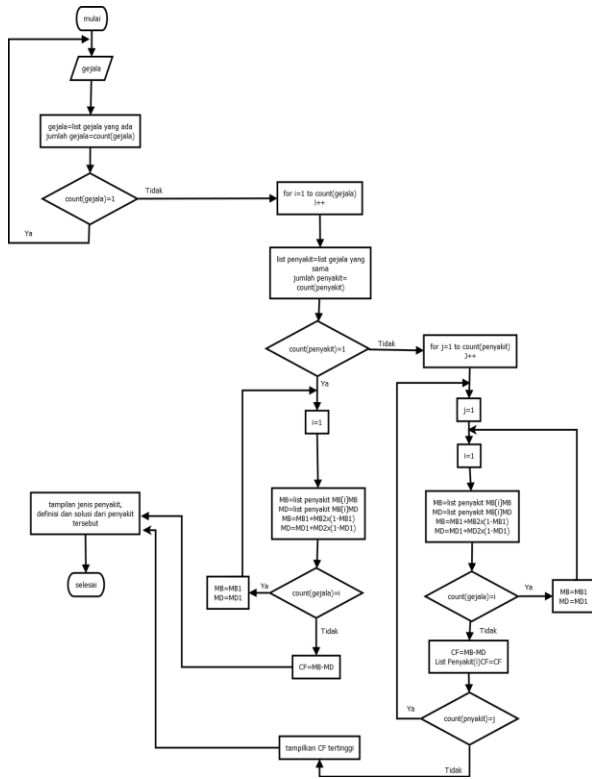 mulai
gejala
gejala=list gejala yang ada
jumlah gejala=count(gejala)
count(gejala)=1
Tidak
Ya
for i=1 to count(gejala)
I++
list penyakit=list gejala yang
sama
jumlah penyakit=
count(penyakit)
count(penyakit)=1
Tidak
Ya
for j=1 to count(penyakit)
J++
i=1
j=1
i=1
MB=list penyakit MB[i]MB
MD=list penyakit MB[i]MD
MB=MB1+MB2x(1-MB1)
MD=MD1+MD2x(1-MD1)
MB=list penyakit MB[i]MB
MD=list penyakit MB[i]MD
MB=MB1+MB2x(1-MB1)
MD=MD1+MD2x(1-MD1)
tampilan jenis penyakit,
definisi dan solusi dari penyakit
tersebut
selesai
MB=MB1
MD=MD1
Ya
count(gejala)=i
Tidak
CF=MB-MD
count(gejala)=i
Ya
MB=MB1
MD=MD1
Tidak
CF=MB-MD
List Penyakit(i)CF=CF
Ya
count(pnyakit)=j
Tidak
tampilkan CF tertinggi